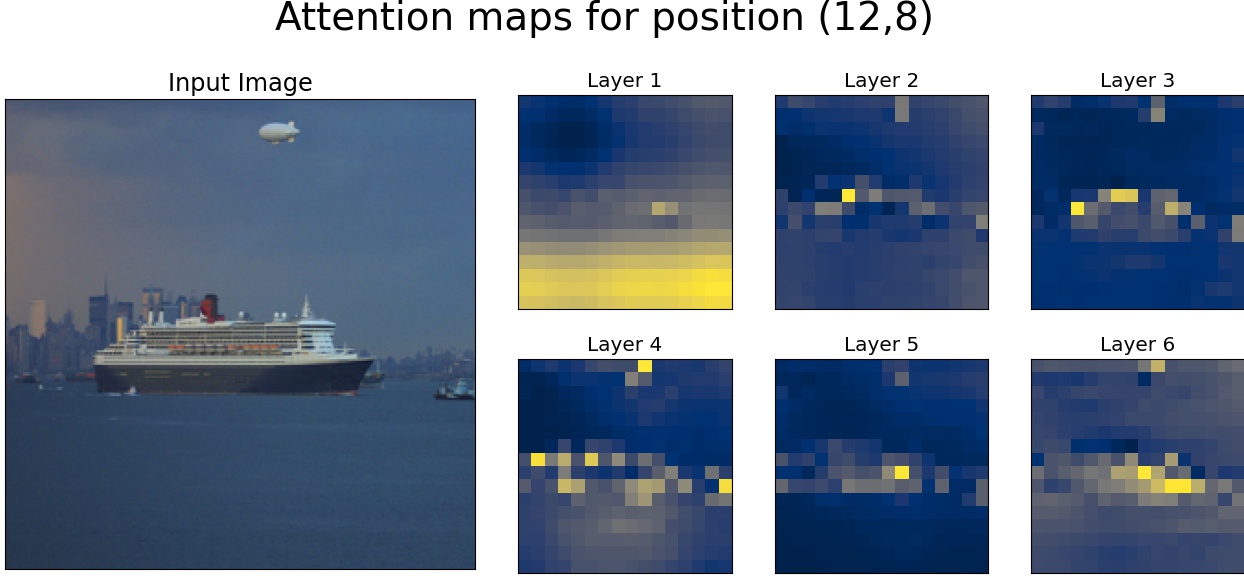 Attention maps for position (12,8)
Input Image
Layer 1
Layer 2
Layer 3
Layer 4
Layer 5
Layer 6